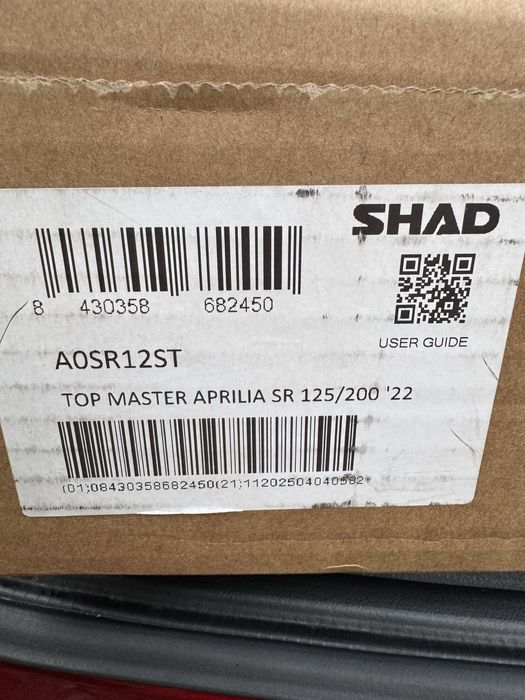 SHAD
8 430358 682450
USER GUIDE
A0SR12ST
TOP MASTER APRILIA SR 125/200 '22
(01)08430358682450(21)11202504040582